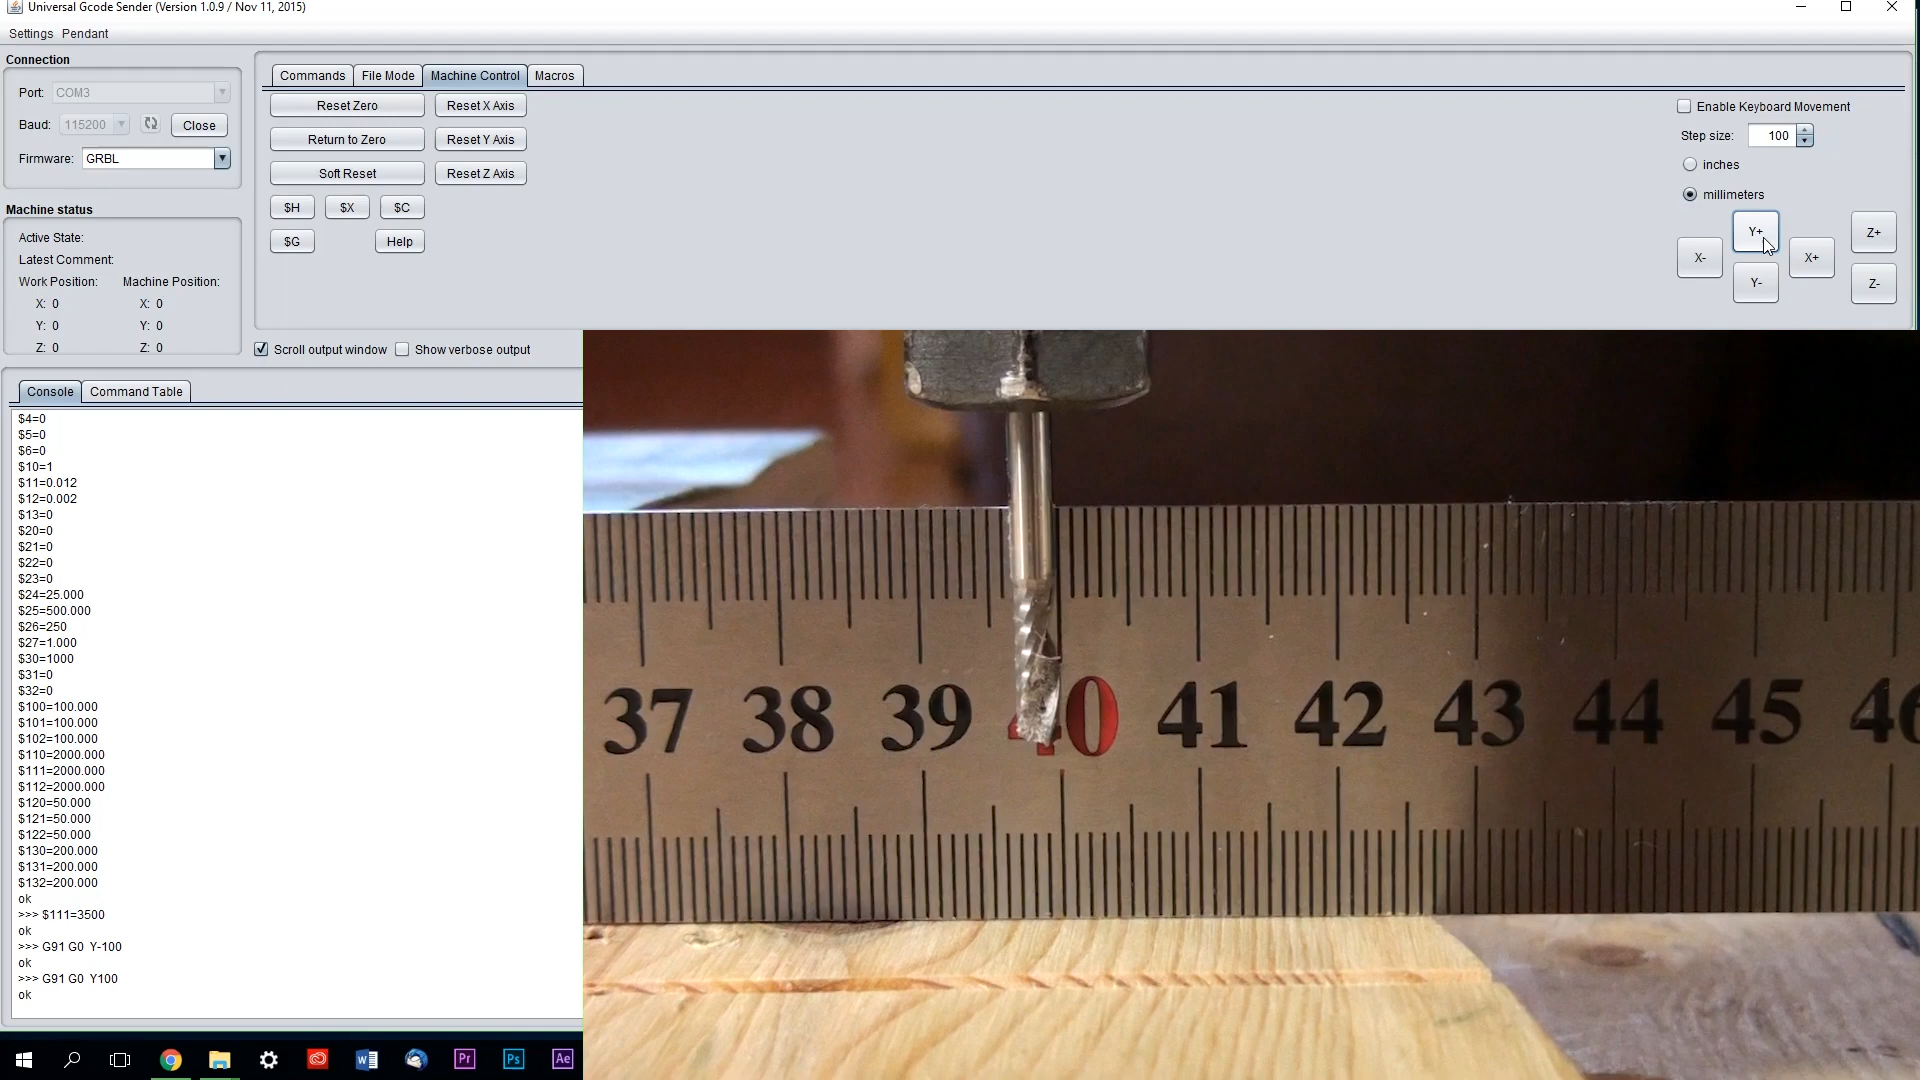 Universal Gcode Sender (Version 1.0.9 / Nov 11, 2015)
Settings Pendant
Connection
Port: COM3
Baud: 115200 Close
Firmware: GRBL
Machine status
Active State:
Latest Comment:
Work Position: Machine Position:
X: 0 X: 0
Y: 0 Y: 0
Z: 0 Z: 0
Commands File Mode Machine Control Macros
Reset Zero Reset X Axis
Return to Zero Reset Y Axis
Soft Reset Reset Z Axis
$H $X $C
$G Help
Enable Keyboard Movement
Step size: 100
inches
millimeters
Y+ Z+
X- X+
Y- Z-
Scroll output window Show verbose output
Console Command Table
$4=0
$5=0
$6=0
$10=1
$11=0.012
$12=0.002
$13=0
$20=0
$21=0
$22=0
$23=0
$24=25.000
$25=500.000
$26=250
$27=1.000
$30=1000
$31=0
$32=0
$100=100.000
$101=100.000
$102=100.000
$110=2000.000
$111=2000.000
$112=2000.000
$120=50.000
$121=50.000
$122=50.000
$130=200.000
$131=200.000
$132=200.000
ok
>>> $111=3500
ok
>>> G91 G0 Y-100
ok
>>> G91 G0 Y100
ok
37 38 39 40 41 42 43 44 45 46
W Pr Ps Ae